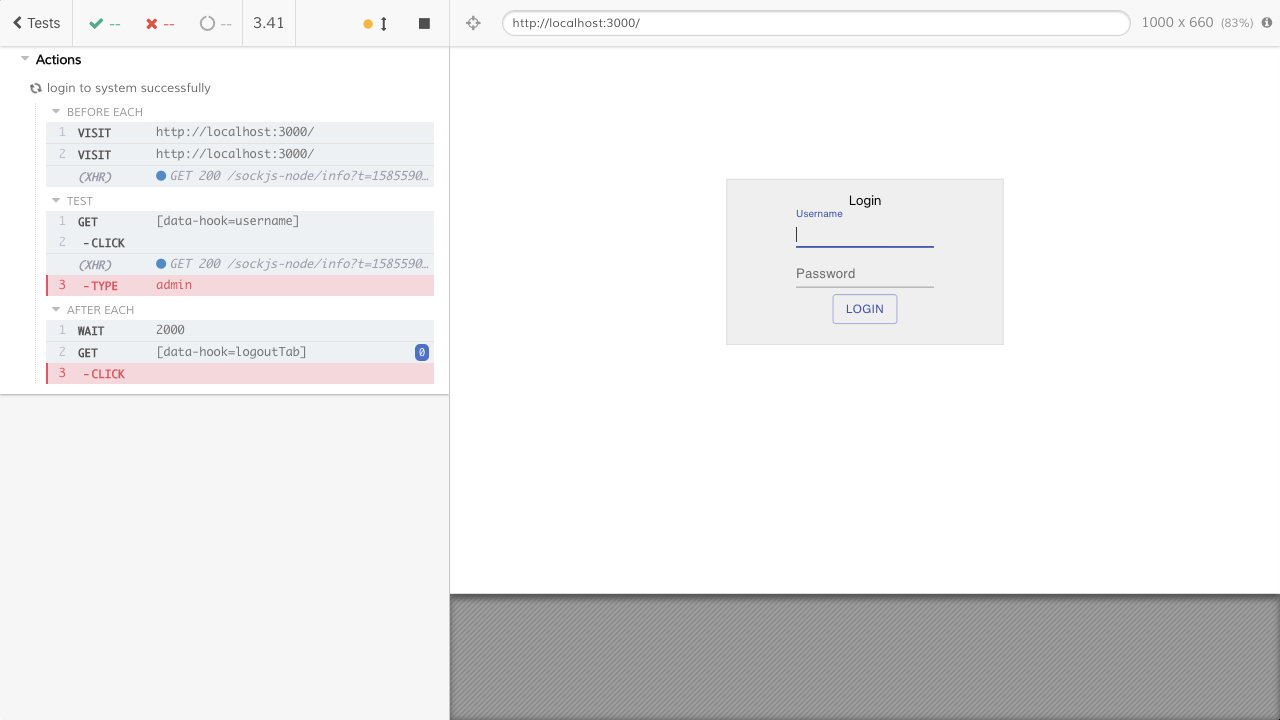 Tests -- -- -- 3.41
http://localhost:3000/ 1000 x 660 (83%)
Actions
login to system successfully
BEFORE EACH
1 VISIT http://localhost:3000/
2 VISIT http://localhost:3000/
(XHR) GET 200 /sockjs-node/info?t=1585590…
TEST
1 GET [data-hook=username]
2 -CLICK
(XHR) GET 200 /sockjs-node/info?t=1585590…
3 -TYPE admin
AFTER EACH
1 WAIT 2000
2 GET [data-hook=logoutTab] 0
3 -CLICK
Login
Username
Password
LOGIN